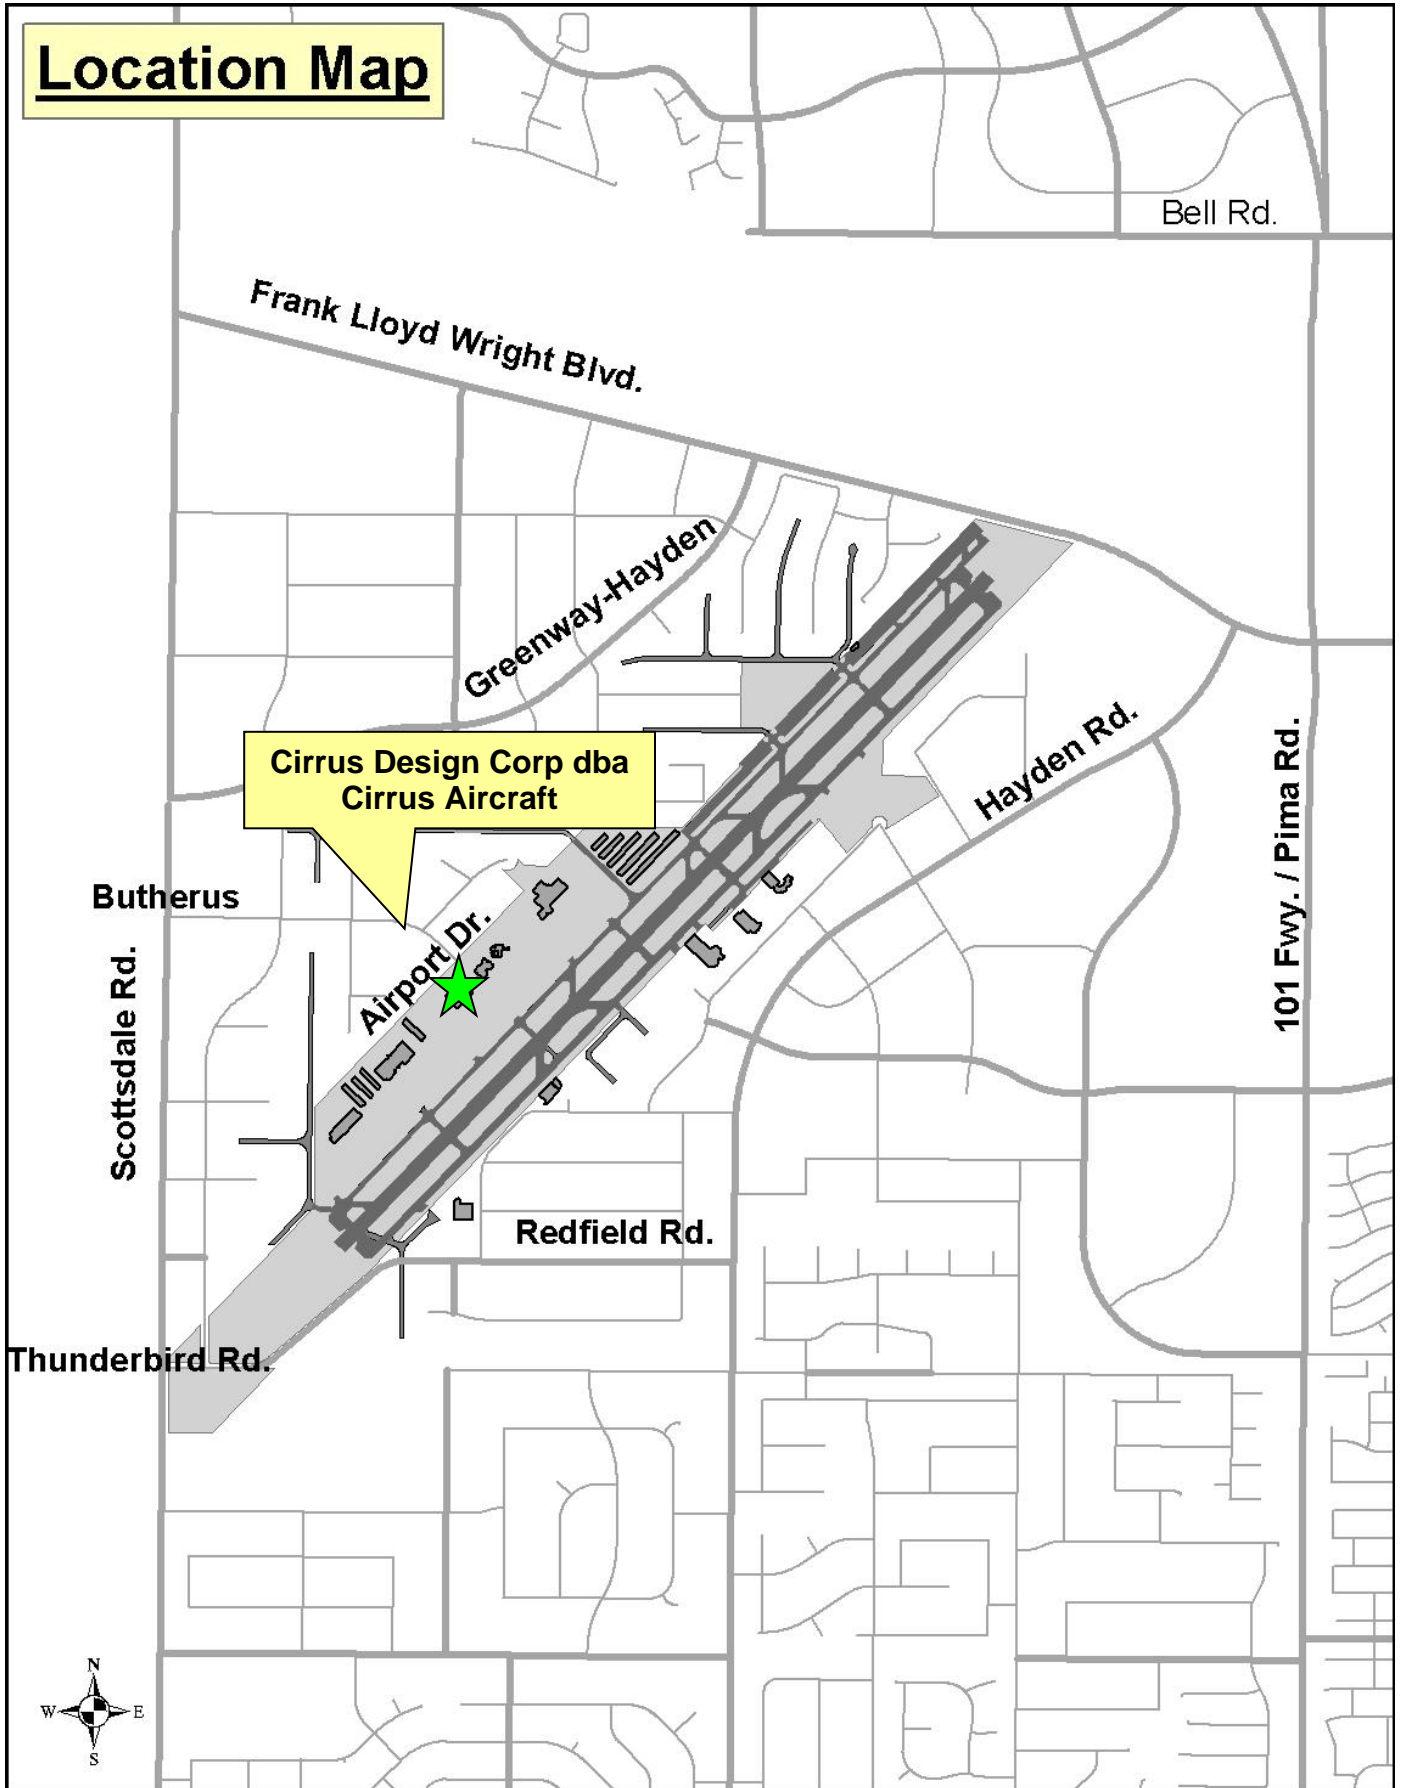 Location Map
Bell Rd.
Frank Lloyd Wright Blvd.
Greenway-Hayden
Cirrus Design Corp dba
Cirrus Aircraft
Hayden Rd.
101 Fwy. / Pima Rd.
Butherus
Airport Dr.
Scottsdale Rd.
Redfield Rd.
Thunderbird Rd.
N
W
E
S